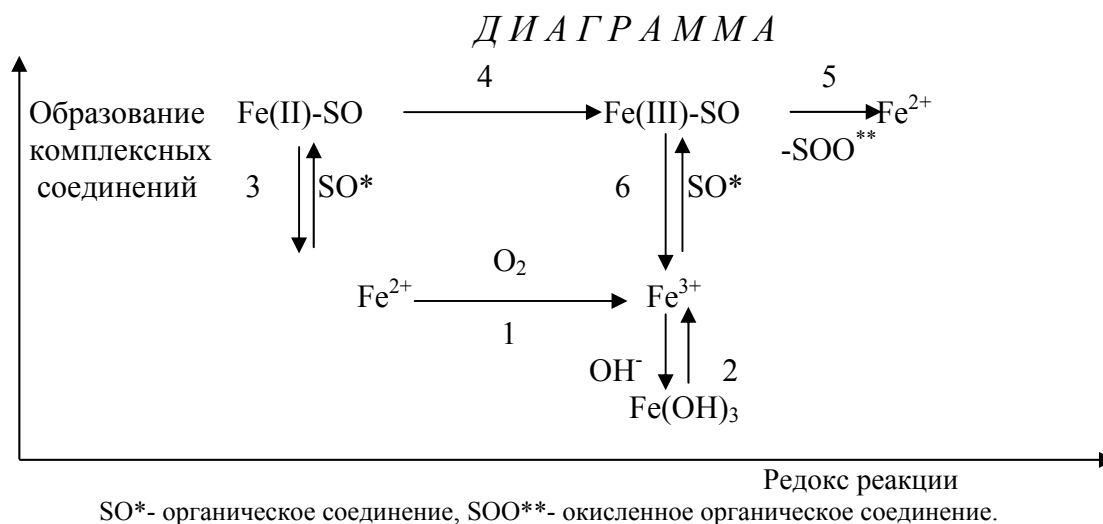 Д И А Г Р А М М А
4 5
Образование Fe(II)-SO Fe(III)-SO Fe²⁺
комплексных -SOO**
соединений 3 SO* 6 SO*
O₂
Fe²⁺ Fe³⁺
1
OH⁻ 2
Fe(OH)₃
Редокс реакции
SO*- органическое соединение, SOO**- окисленное органическое соединение.